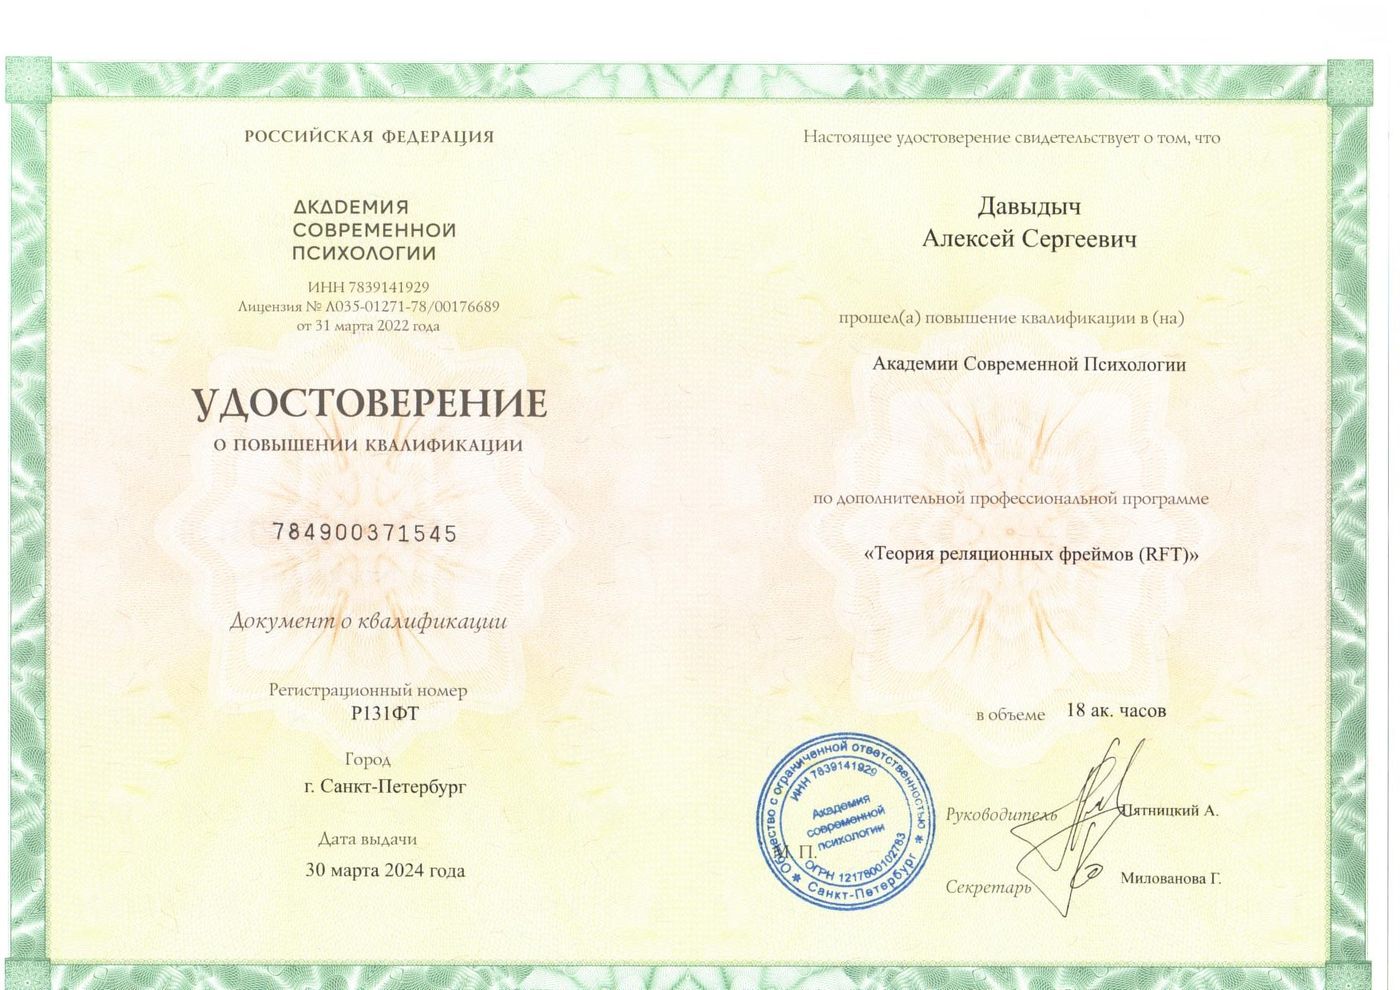 РОССИЙСКАЯ ФЕДЕРАЦИЯ
АКАДЕМИЯ
СОВРЕМЕННОЙ
ПСИХОЛОГИИ
ИНН 7839141929
Лицензия № Л035-01271-78/00176689
от 31 марта 2022 года
УДОСТОВЕРЕНИЕ
О ПОВЫШЕНИИ КВАЛИФИКАЦИИ
784900371545
Документ о квалификации
Регистрационный номер
Р131ФТ
Город
г. Санкт-Петербург
Дата выдачи
30 марта 2024 года
Настоящее удостоверение свидетельствует о том, что
Давыдыч
Алексей Сергеевич
прошел(а) повышение квалификации в (на)
Академии Современной Психологии
по дополнительной профессиональной программе
«Теория реляционных фреймов (RFT)»
в объеме 18 ак. часов
Руководитель Пятницкий А.
Секретарь Милованова Г.
М. П.
Общество с ограниченной ответственностью
* Санкт-Петербург *
ИНН 7839141929
ОГРН 1217800102783
Академия
современной
психологии